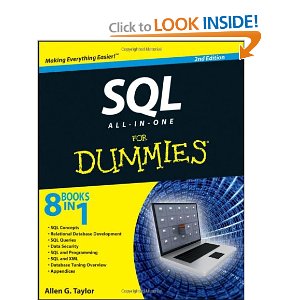 Click to LOOK INSIDE!
Making Everything Easier!™
2nd Edition
SQL
ALL-IN-ONE
FOR
DUMMIES
8 BOOKS
IN 1
• SQL Concepts
• Relational Database Development
• SQL Queries
• Data Security
• SQL and Programming
• SQL and XML
• Database Tuning Overview
• Appendices
Allen G. Taylor